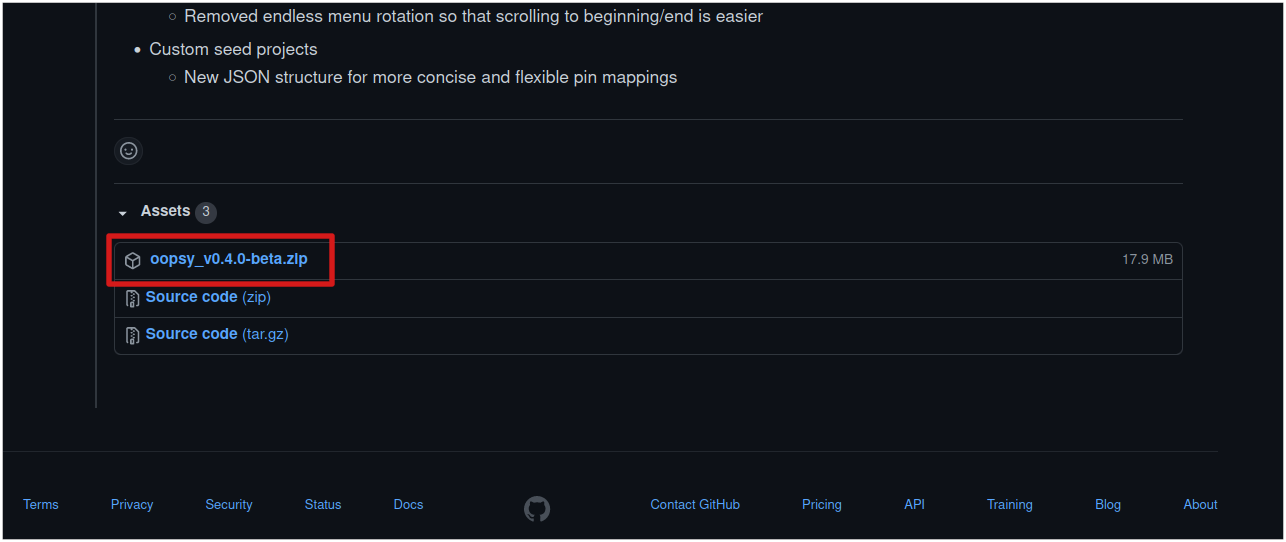 Removed endless menu rotation so that scrolling to beginning/end is easier
Custom seed projects
New JSON structure for more concise and flexible pin mappings
Assets 3
oopsy_v0.4.0-beta.zip 17.9 MB
Source code (zip)
Source code (tar.gz)
Terms Privacy Security Status Docs Contact GitHub Pricing API Training Blog About